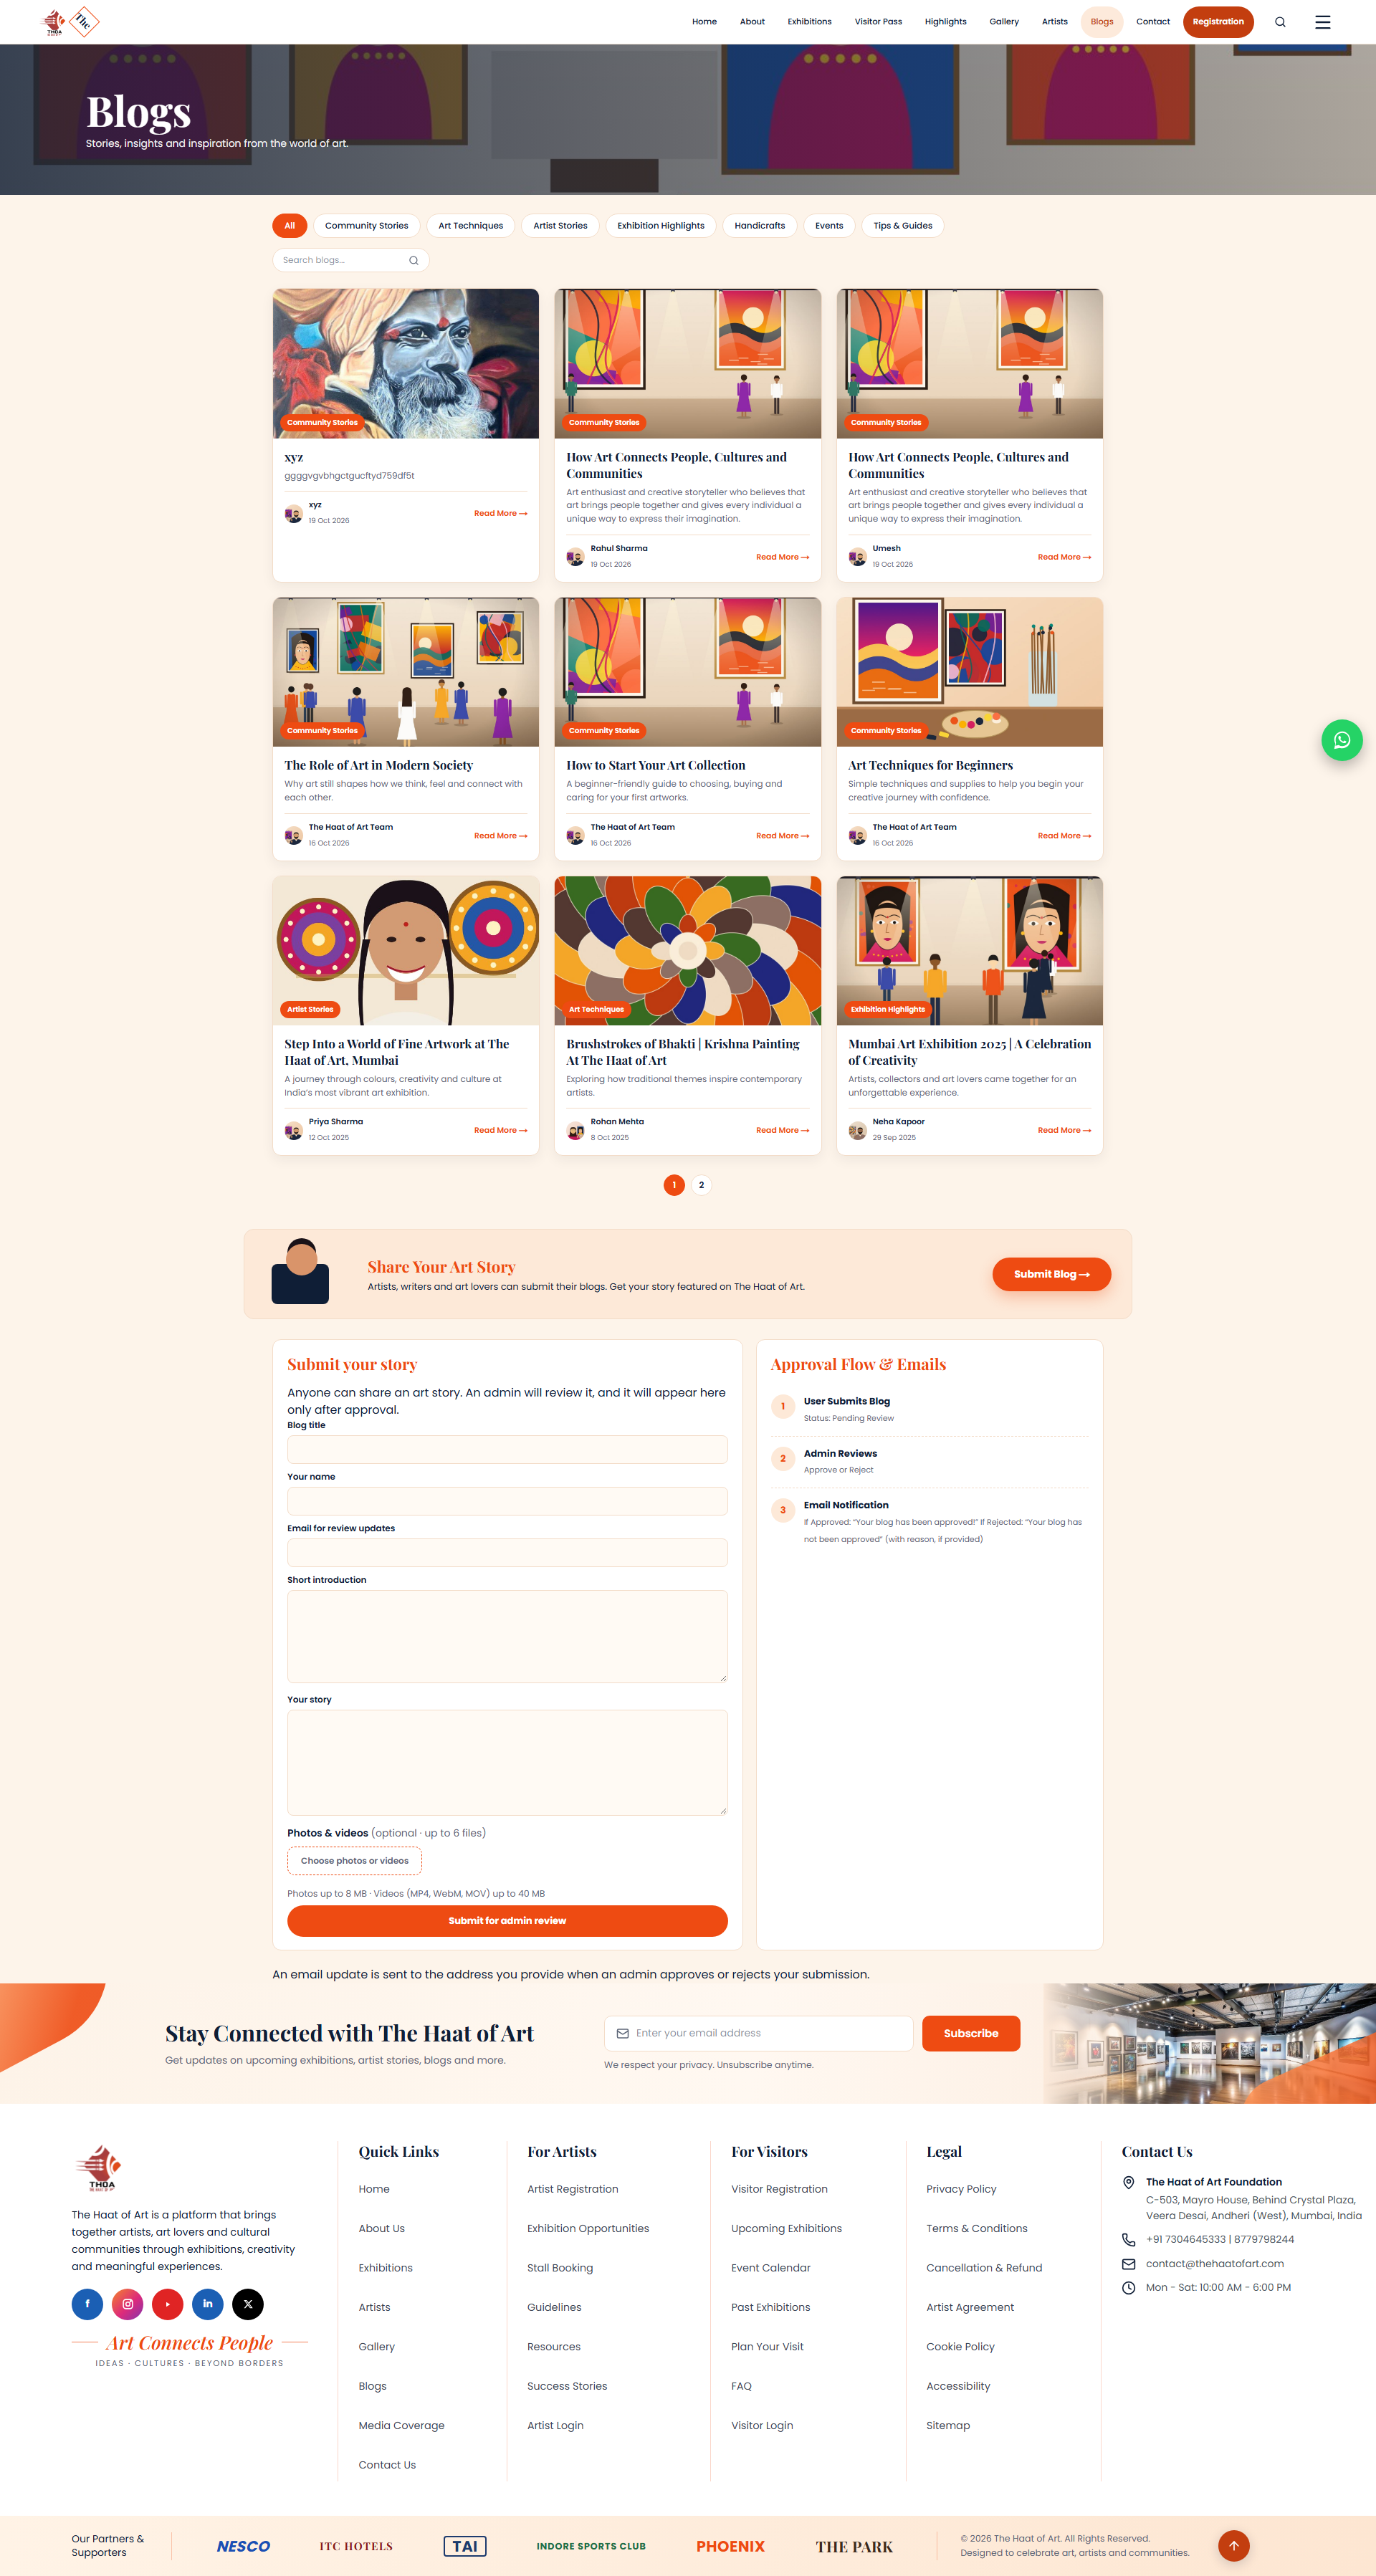 THOA
The
Home About Exhibitions Visitor Pass Highlights Gallery Artists Blogs Contact Registration
Blogs
Stories, insights and inspiration from the world of art.
All Community Stories Art Techniques Artist Stories Exhibition Highlights Handicrafts Events Tips & Guides
Search blogs...
Community Stories
xyz
ggggvgvbhgctgucftyd759df5t
xyz
19 Oct 2026
Read More →
Community Stories
How Art Connects People, Cultures and
Communities
Art enthusiast and creative storyteller who believes that
art brings people together and gives every individual a
unique way to express their imagination.
Rahul Sharma
19 Oct 2026
Read More →
Community Stories
How Art Connects People, Cultures and
Communities
Art enthusiast and creative storyteller who believes that
art brings people together and gives every individual a
unique way to express their imagination.
Umesh
19 Oct 2026
Read More →
Community Stories
The Role of Art in Modern Society
Why art still shapes how we think, feel and connect with
each other.
The Haat of Art Team
16 Oct 2026
Read More →
Community Stories
How to Start Your Art Collection
A beginner-friendly guide to choosing, buying and
caring for your first artworks.
The Haat of Art Team
16 Oct 2026
Read More →
Community Stories
Art Techniques for Beginners
Simple techniques and supplies to help you begin your
creative journey with confidence.
The Haat of Art Team
16 Oct 2026
Read More →
Artist Stories
Step Into a World of Fine Artwork at The
Haat of Art, Mumbai
A journey through colours, creativity and culture at
India's most vibrant art exhibition.
Priya Sharma
12 Oct 2025
Read More →
Art Techniques
Brushstrokes of Bhakti | Krishna Painting
At The Haat of Art
Exploring how traditional themes inspire contemporary
artists.
Rohan Mehta
8 Oct 2025
Read More →
Exhibition Highlights
Mumbai Art Exhibition 2025 | A Celebration
of Creativity
Artists, collectors and art lovers came together for an
unforgettable experience.
Neha Kapoor
29 Sep 2025
Read More →
1 2
Share Your Art Story
Artists, writers and art lovers can submit their blogs. Get your story featured on The Haat of Art.
Submit Blog →
Submit your story
Anyone can share an art story. An admin will review it, and it will appear here
only after approval.
Blog title
Your name
Email for review updates
Short introduction
Your story
Photos & videos (optional · up to 6 files)
Choose photos or videos
Photos up to 8 MB · Videos (MP4, WebM, MOV) up to 40 MB
Submit for admin review
Approval Flow & Emails
1
User Submits Blog
Status: Pending Review
2
Admin Reviews
Approve or Reject
3
Email Notification
If Approved: “Your blog has been approved!” If Rejected: “Your blog has
not been approved” (with reason, if provided)
An email update is sent to the address you provide when an admin approves or rejects your submission.
Stay Connected with The Haat of Art
Get updates on upcoming exhibitions, artist stories, blogs and more.
Enter your email address
Subscribe
We respect your privacy. Unsubscribe anytime.
THOA
The Haat of Art is a platform that brings
together artists, art lovers and cultural
communities through exhibitions, creativity
and meaningful experiences.
f in X
Art Connects People
IDEAS · CULTURES · BEYOND BORDERS
Quick Links
Home
About Us
Exhibitions
Artists
Gallery
Blogs
Media Coverage
Contact Us
For Artists
Artist Registration
Exhibition Opportunities
Stall Booking
Guidelines
Resources
Success Stories
Artist Login
For Visitors
Visitor Registration
Upcoming Exhibitions
Event Calendar
Past Exhibitions
Plan Your Visit
FAQ
Visitor Login
Legal
Privacy Policy
Terms & Conditions
Cancellation & Refund
Artist Agreement
Cookie Policy
Accessibility
Sitemap
Contact Us
The Haat of Art Foundation
C-503, Mayro House, Behind Crystal Plaza,
Veera Desai, Andheri (West), Mumbai, India
+91 7304645333 | 8779798244
contact@thehaatofart.com
Mon - Sat: 10:00 AM - 6:00 PM
Our Partners &
Supporters
NESCO
ITC HOTELS
TAI
INDORE SPORTS CLUB
PHOENIX
THE PARK
© 2026 The Haat of Art. All Rights Reserved.
Designed to celebrate art, artists and communities.